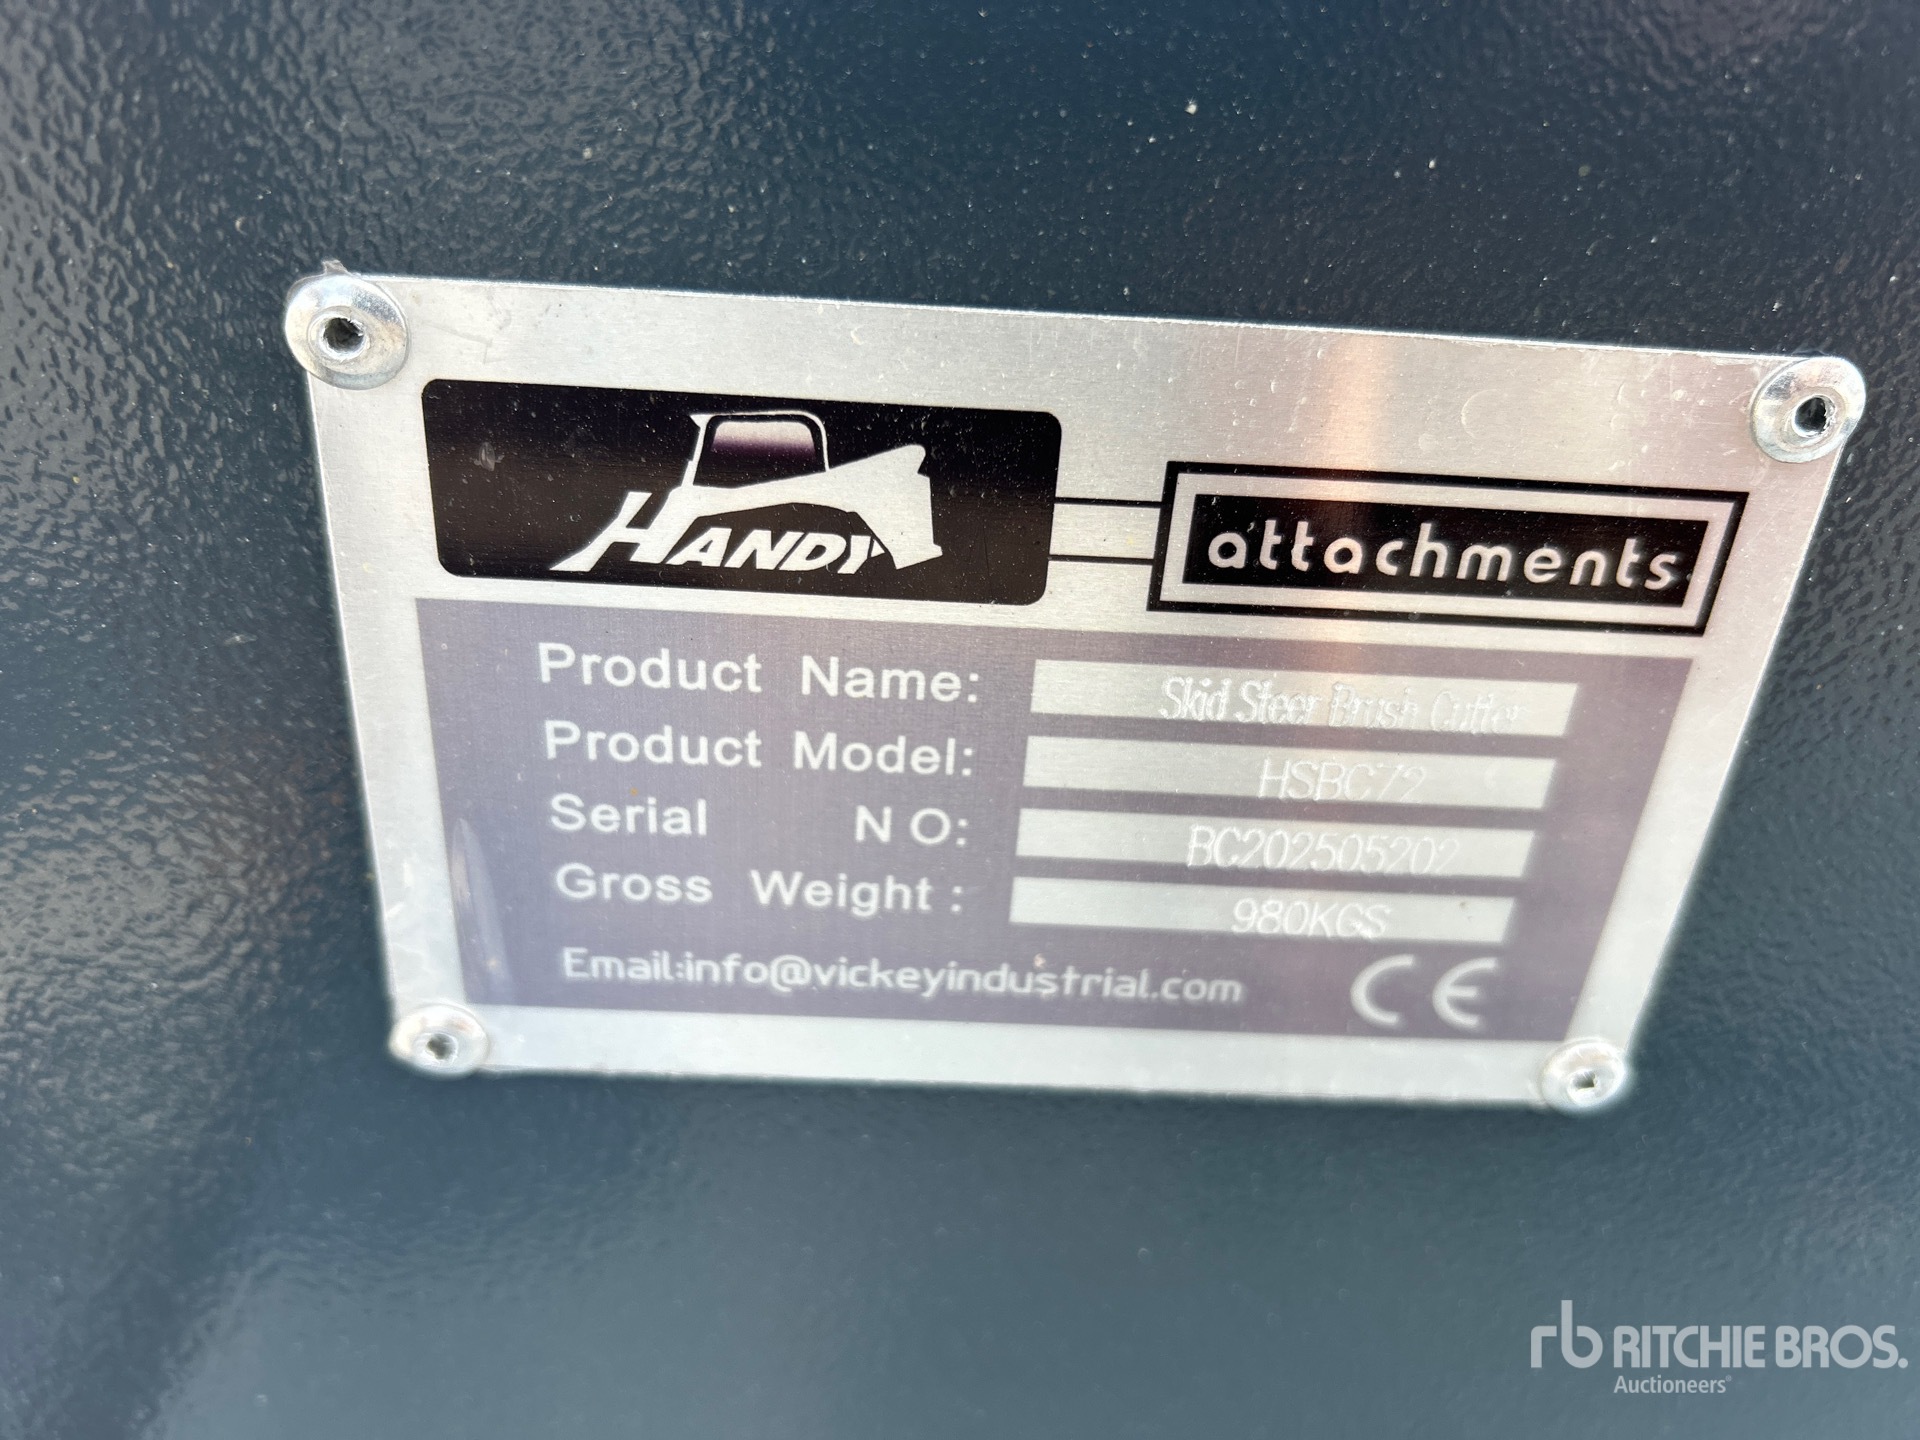 HANDY
attachments
Product Name: Skid Steer Brush Cutter
Product Model: HSBC72
Serial NO: BC202505202
Gross Weight: 980KGS
Email:info@vickeyindustrial.com CE
rb RITCHIE BROS.
Auctioneers